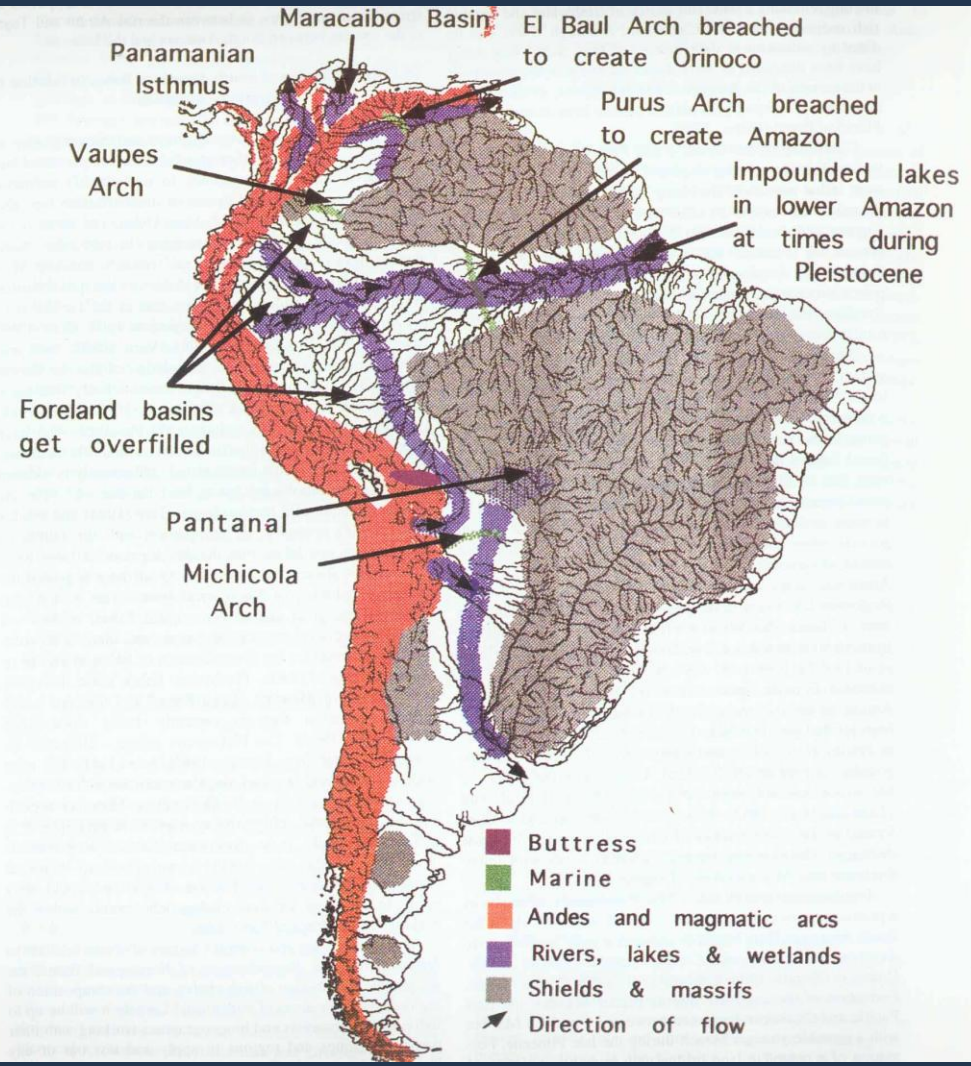 Maracaibo Basin
El Baul Arch breached
to create Orinoco
Panamanian
Isthmus
Purus Arch breached
to create Amazon
Vaupes
Arch
Impounded lakes
in lower Amazon
at times during
Pleistocene
Foreland basins
get overfilled
Pantanal
Michicola
Arch
Buttress
Marine
Andes and magmatic arcs
Rivers, lakes & wetlands
Shields & massifs
Direction of flow